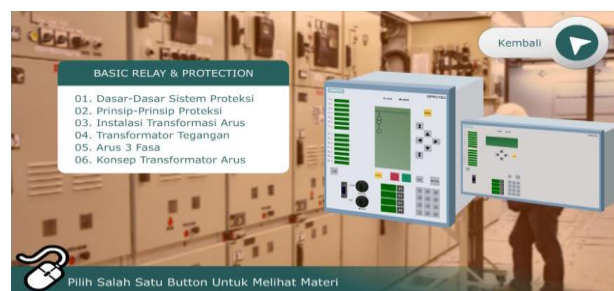 Kembali
BASIC RELAY & PROTECTION
01. Dasar-Dasar Sistem Proteksi
02. Prinsip-Prinsip Proteksi
03. Instalasi Transformasi Arus
04. Transformator Tegangan
05. Arus 3 Fasa
06. Konsep Transformator Arus
Pilih Salah Satu Button Untuk Melihat Materi